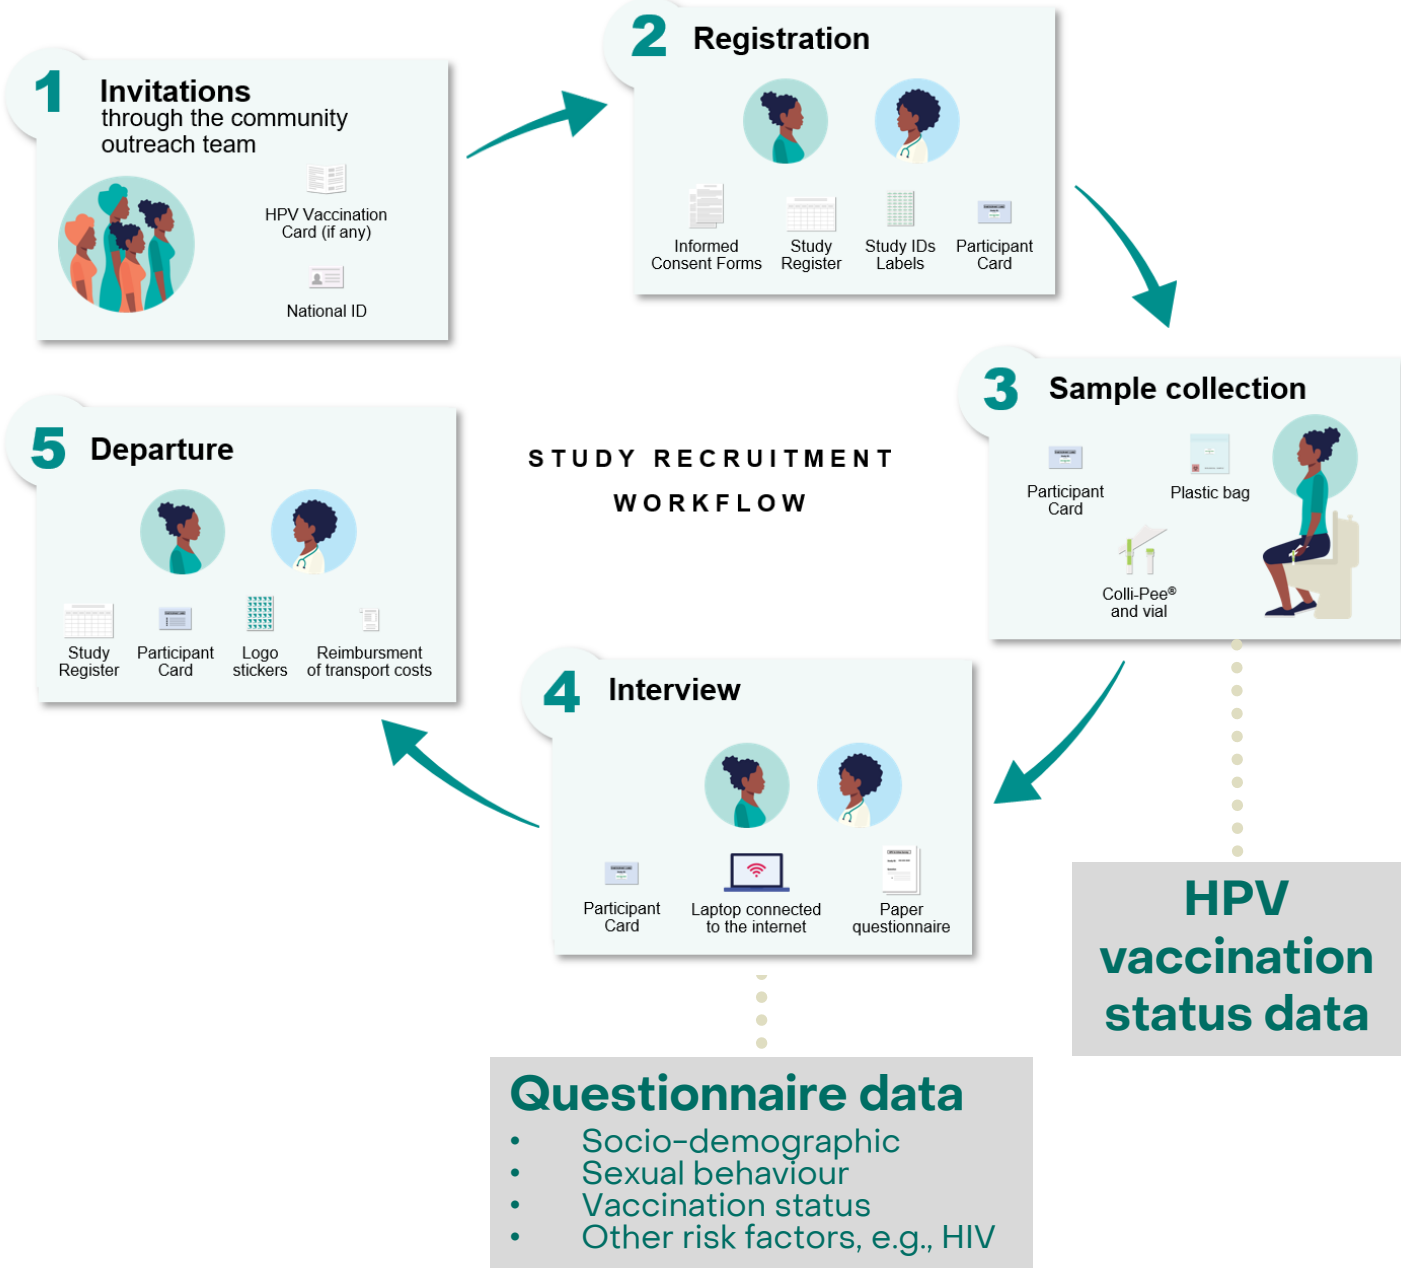 1
Invitations
through the community
outreach team
HPV Vaccination
Card (if any)
National ID
2
Registration
Informed
Consent Forms
Study
Register
Study IDs
Labels
Participant
Card
3
Sample collection
Participant
Card
Plastic bag
Colli-Pee®
and vial
STUDY RECRUITMENT
WORKFLOW
5
Departure
Study
Register
Participant
Card
Logo
stickers
Reimbursment
of transport costs
4
Interview
Participant
Card
Laptop connected
to the internet
Paper
questionnaire
HPV
vaccination
status data
Questionnaire data
• Socio-demographic
• Sexual behaviour
• Vaccination status
• Other risk factors, e.g., HIV